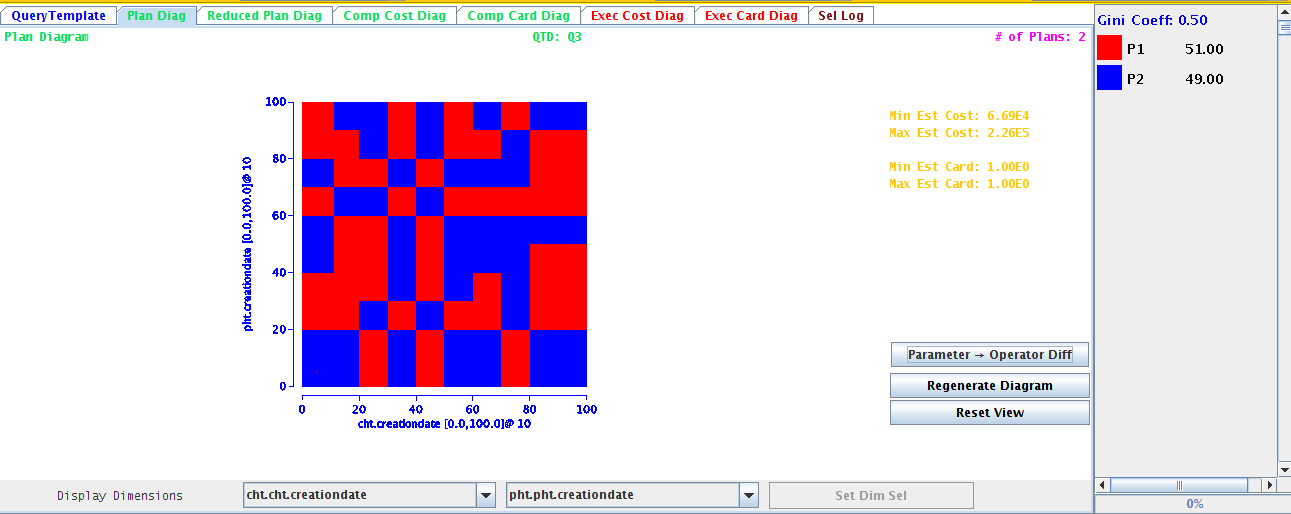 QueryTemplate Plan Diag Reduced Plan Diag Comp Cost Diag Comp Card Diag Exec Cost Diag Exec Card Diag Sel Log
Plan Diagram QTD: Q3 # of Plans: 2
Gini Coeff: 0.50
P1 51.00
P2 49.00
Min Est Cost: 6.69E4
Max Est Cost: 2.26E5
Min Est Card: 1.00E0
Max Est Card: 1.00E0
pht.creationdate [0.0,100.0]@ 10
100
80
60
40
20
0
0 20 40 60 80 100
cht.creationdate [0.0,100.0]@ 10
Parameter → Operator Diff
Regenerate Diagram
Reset View
Display Dimensions cht.cht.creationdate pht.pht.creationdate Set Dim Sel
0%